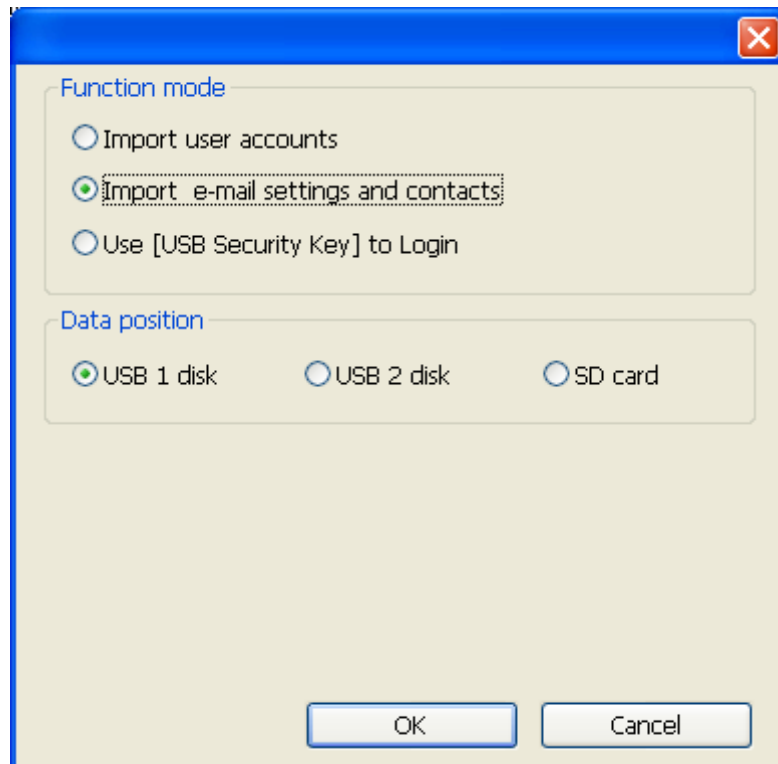 Function mode
Import user accounts
Import e-mail settings and contacts
Use [USB Security Key] to Login
Data position
USB 1 disk USB 2 disk SD card
OK Cancel